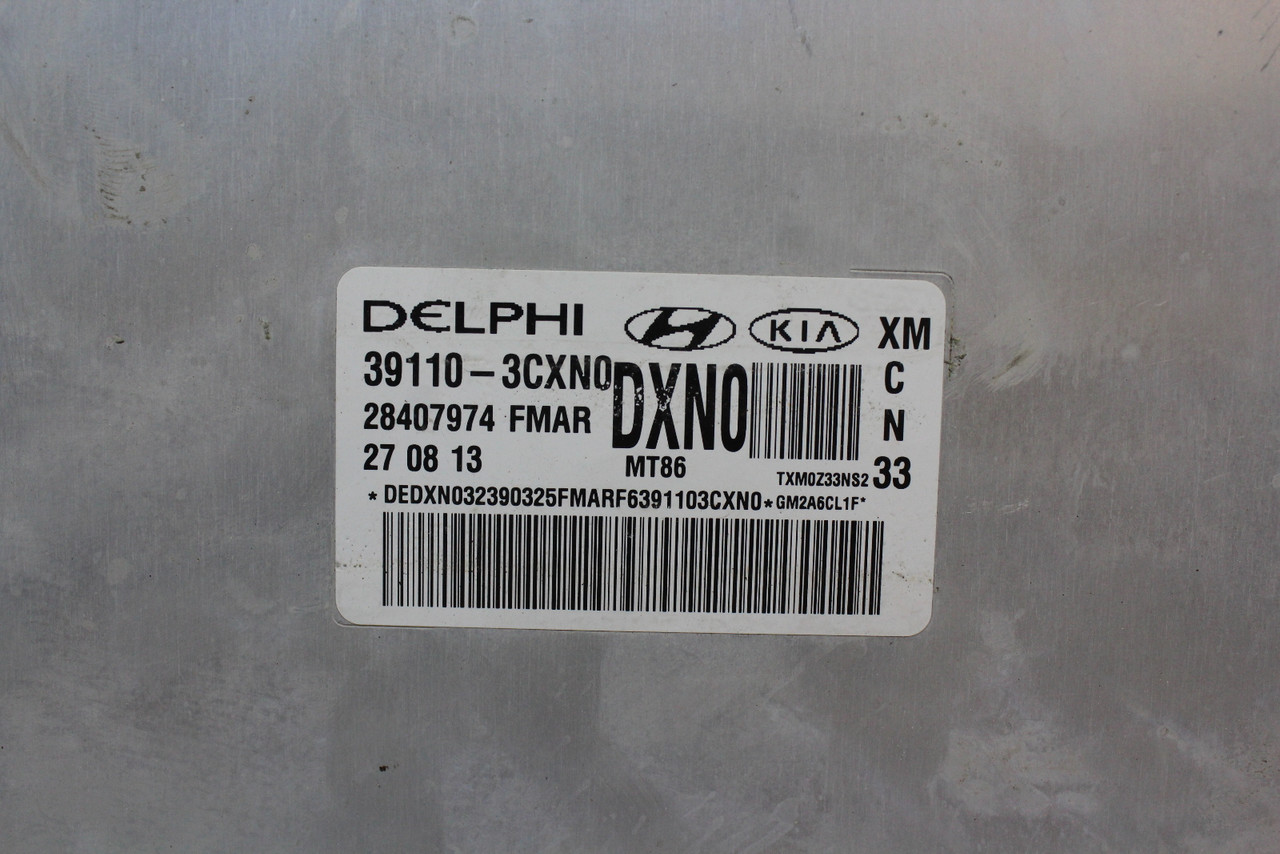 DELPHI KIA XM
39110-3CXN0 DXN0 C
28407974 FMAR N
27 08 13 MT86 TXM0Z33NS2 33
*DEDXN032390325FMARF6391103CXN0*GM2A6CL1F*